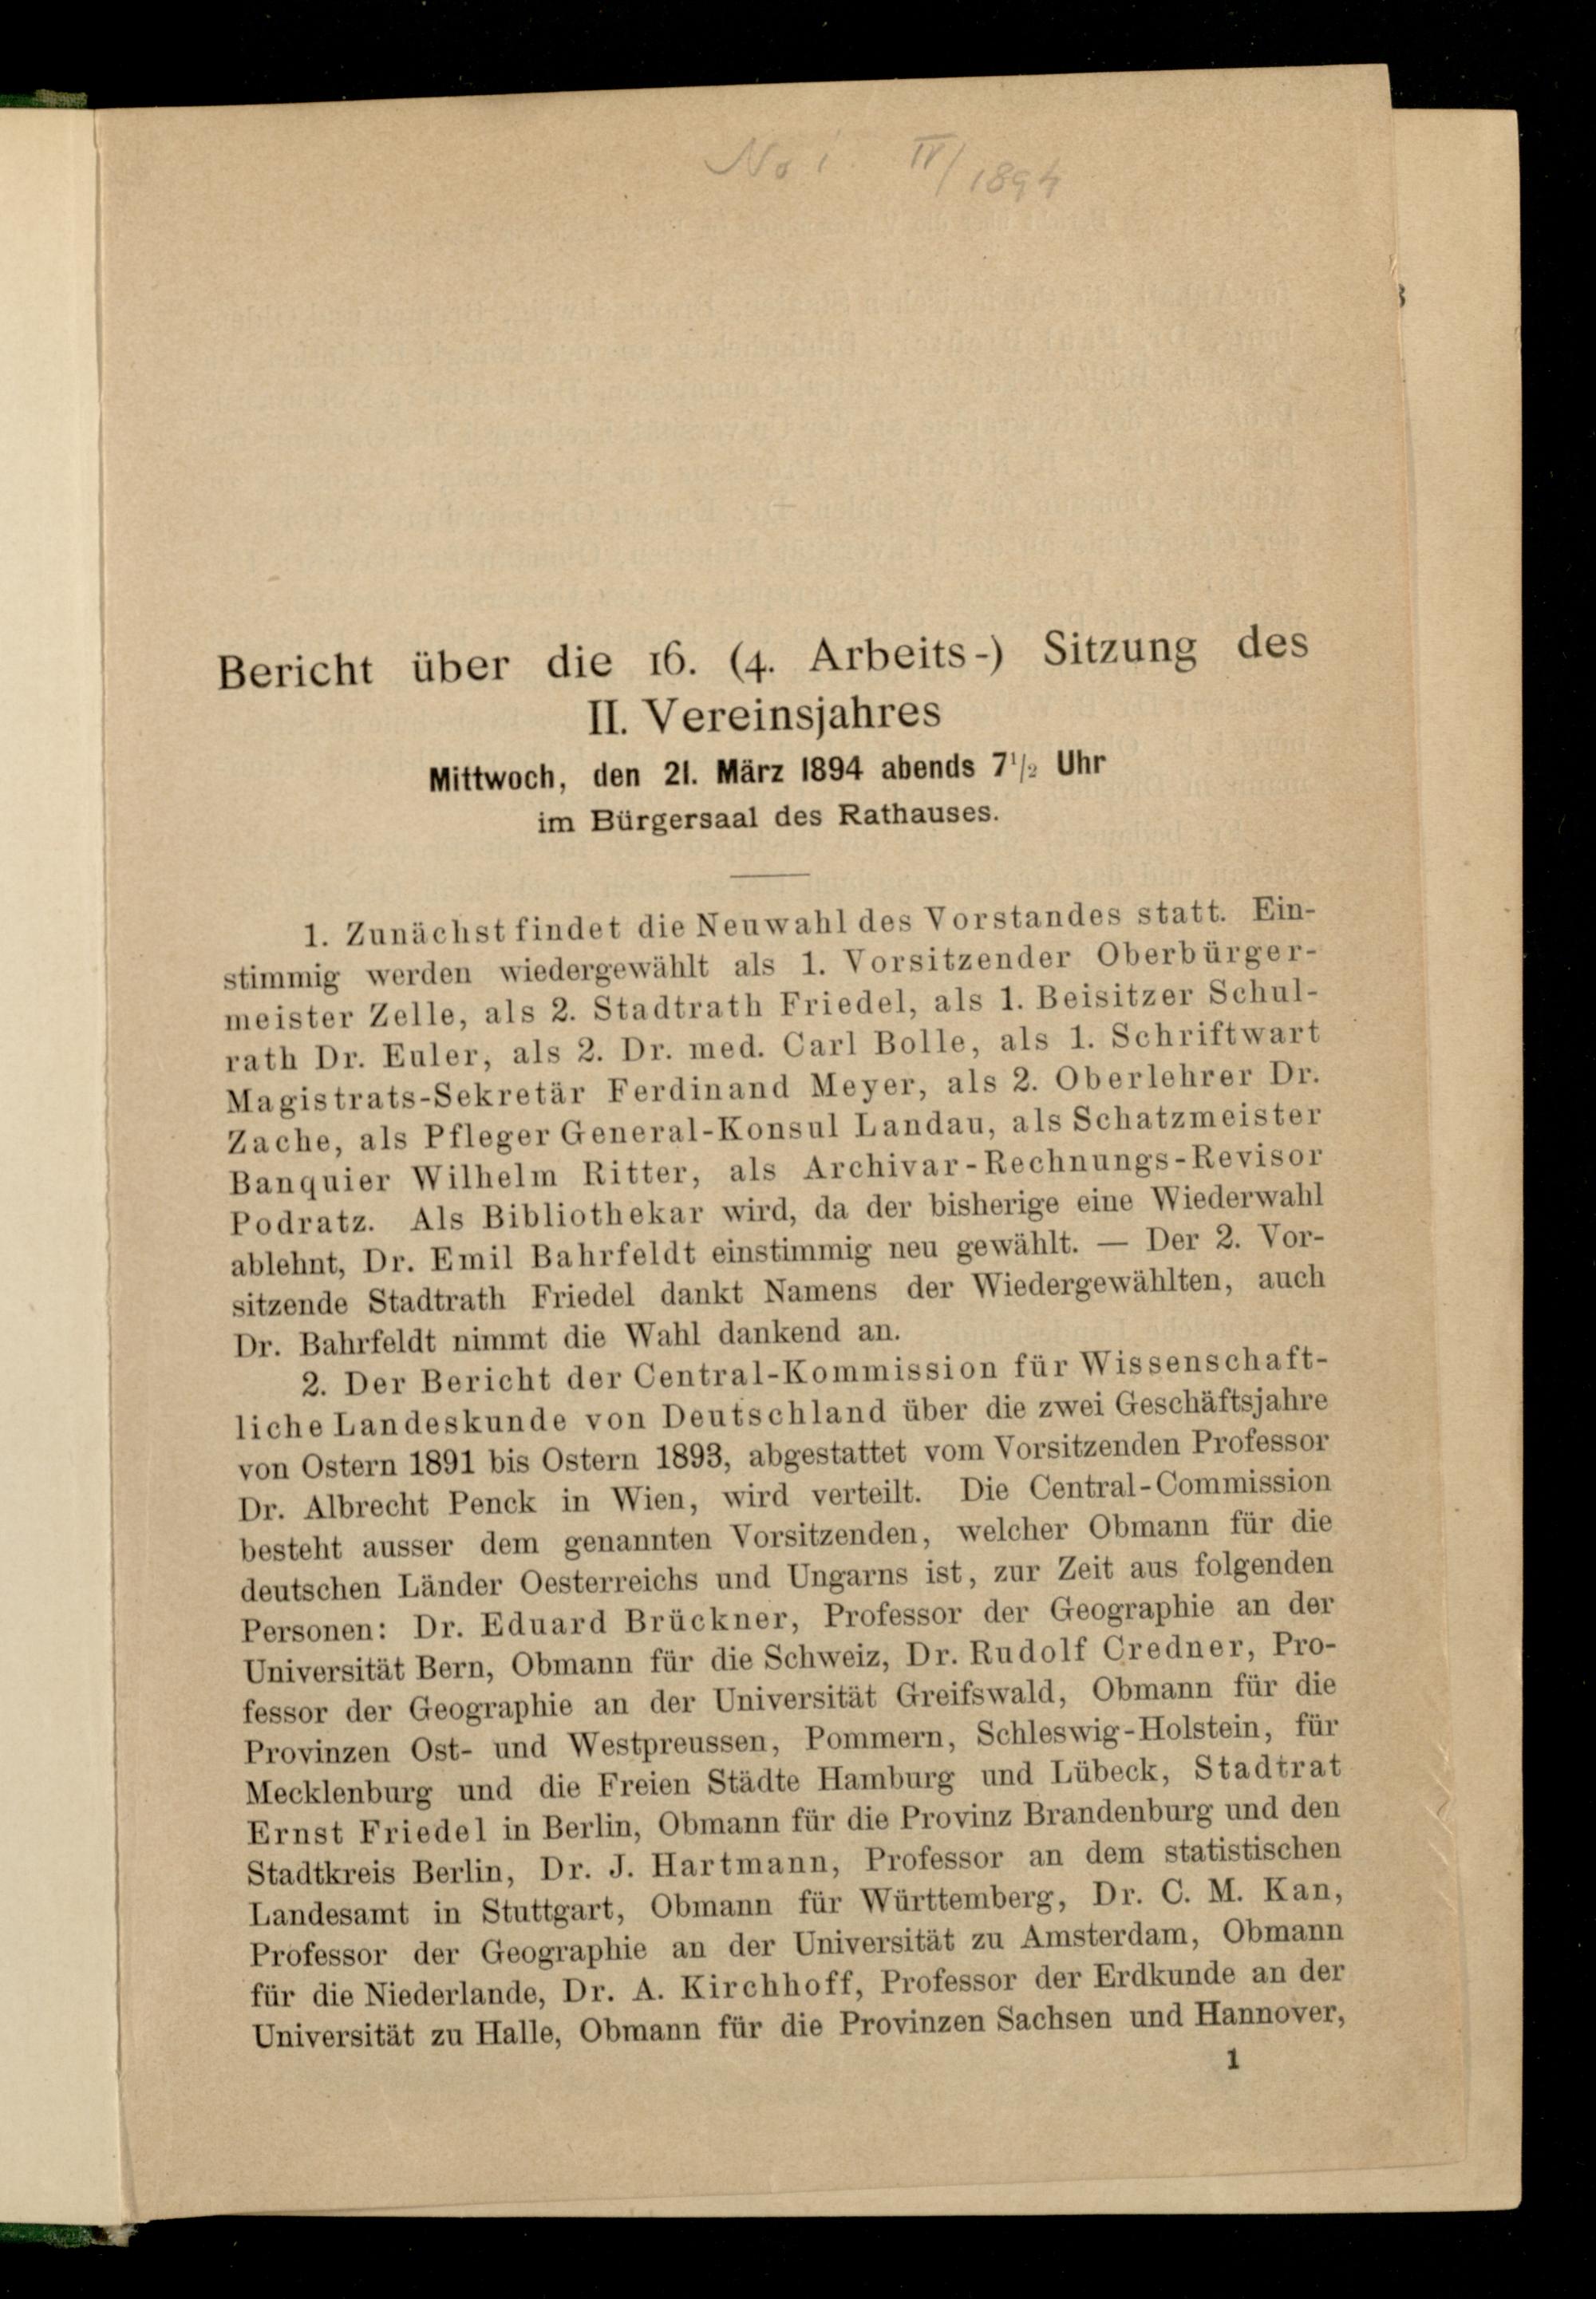 No 1. IV/1894
Bericht über die 16. (4. Arbeits-) Sitzung des
II. Vereinsjahres
Mittwoch, den 21. März 1894 abends 7 1/2 Uhr
im Bürgersaal des Rathauses.
1. Zunächst findet die Neuwahl des Vorstandes statt. Ein-
stimmig werden wiedergewählt als 1. Vorsitzender Oberbürger-
meister Zelle, als 2. Stadtrath Friedel, als 1. Beisitzer Schul-
rath Dr. Euler, als 2. Dr. med. Carl Bolle, als 1. Schriftwart
Magistrats-Sekretär Ferdinand Meyer, als 2. Oberlehrer Dr.
Zache, als Pfleger General-Konsul Landau, als Schatzmeister
Banquier Wilhelm Ritter, als Archivar-Rechnungs-Revisor
Podratz. Als Bibliothekar wird, da der bisherige eine Wiederwahl
ablehnt, Dr. Emil Bahrfeldt einstimmig neu gewählt. — Der 2. Vor-
sitzende Stadtrath Friedel dankt Namens der Wiedergewählten, auch
Dr. Bahrfeldt nimmt die Wahl dankend an.
2. Der Bericht der Central-Kommission für Wissenschaft-
liche Landeskunde von Deutschland über die zwei Geschäftsjahre
von Ostern 1891 bis Ostern 1893, abgestattet vom Vorsitzenden Professor
Dr. Albrecht Penck in Wien, wird verteilt. Die Central-Commission
besteht ausser dem genannten Vorsitzenden, welcher Obmann für die
deutschen Länder Oesterreichs und Ungarns ist, zur Zeit aus folgenden
Personen: Dr. Eduard Brückner, Professor der Geographie an der
Universität Bern, Obmann für die Schweiz, Dr. Rudolf Credner, Pro-
fessor der Geographie an der Universität Greifswald, Obmann für die
Provinzen Ost- und Westpreussen, Pommern, Schleswig-Holstein, für
Mecklenburg und die Freien Städte Hamburg und Lübeck, Stadtrat
Ernst Friedel in Berlin, Obmann für die Provinz Brandenburg und den
Stadtkreis Berlin, Dr. J. Hartmann, Professor an dem statistischen
Landesamt in Stuttgart, Obmann für Württemberg, Dr. C. M. Kan,
Professor der Geographie an der Universität zu Amsterdam, Obmann
für die Niederlande, Dr. A. Kirchhoff, Professor der Erdkunde an der
Universität zu Halle, Obmann für die Provinzen Sachsen und Hannover,
1